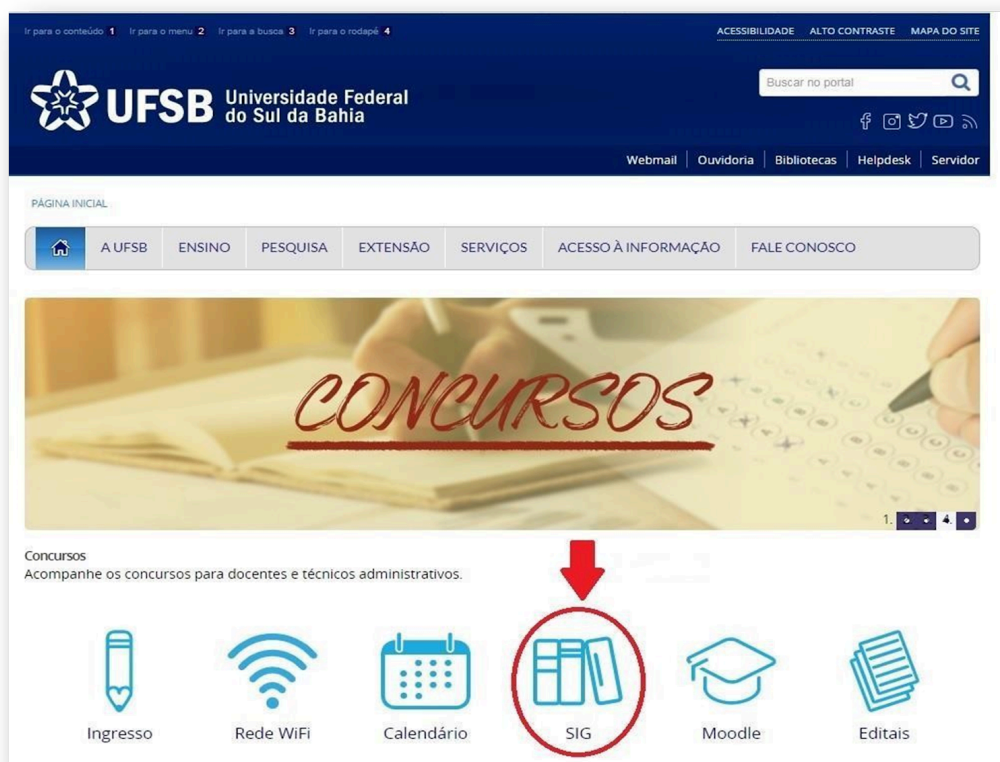 Ir para o conteúdo 1 Ir para o menu 2 Ir para a busca 3 Ir para o rodapé 4
ACESSIBILIDADE ALTO CONTRASTE MAPA DO SITE
UFSB Universidade Federal
do Sul da Bahia
Buscar no portal
Webmail Ouvidoria Bibliotecas Helpdesk Servidor
PÁGINA INICIAL
A UFSB ENSINO PESQUISA EXTENSÃO SERVIÇOS ACESSO À INFORMAÇÃO FALE CONOSCO
CONCURSOS
1. 4.
Concursos
Acompanhe os concursos para docentes e técnicos administrativos.
Ingresso Rede WiFi Calendário SIG Moodle Editais